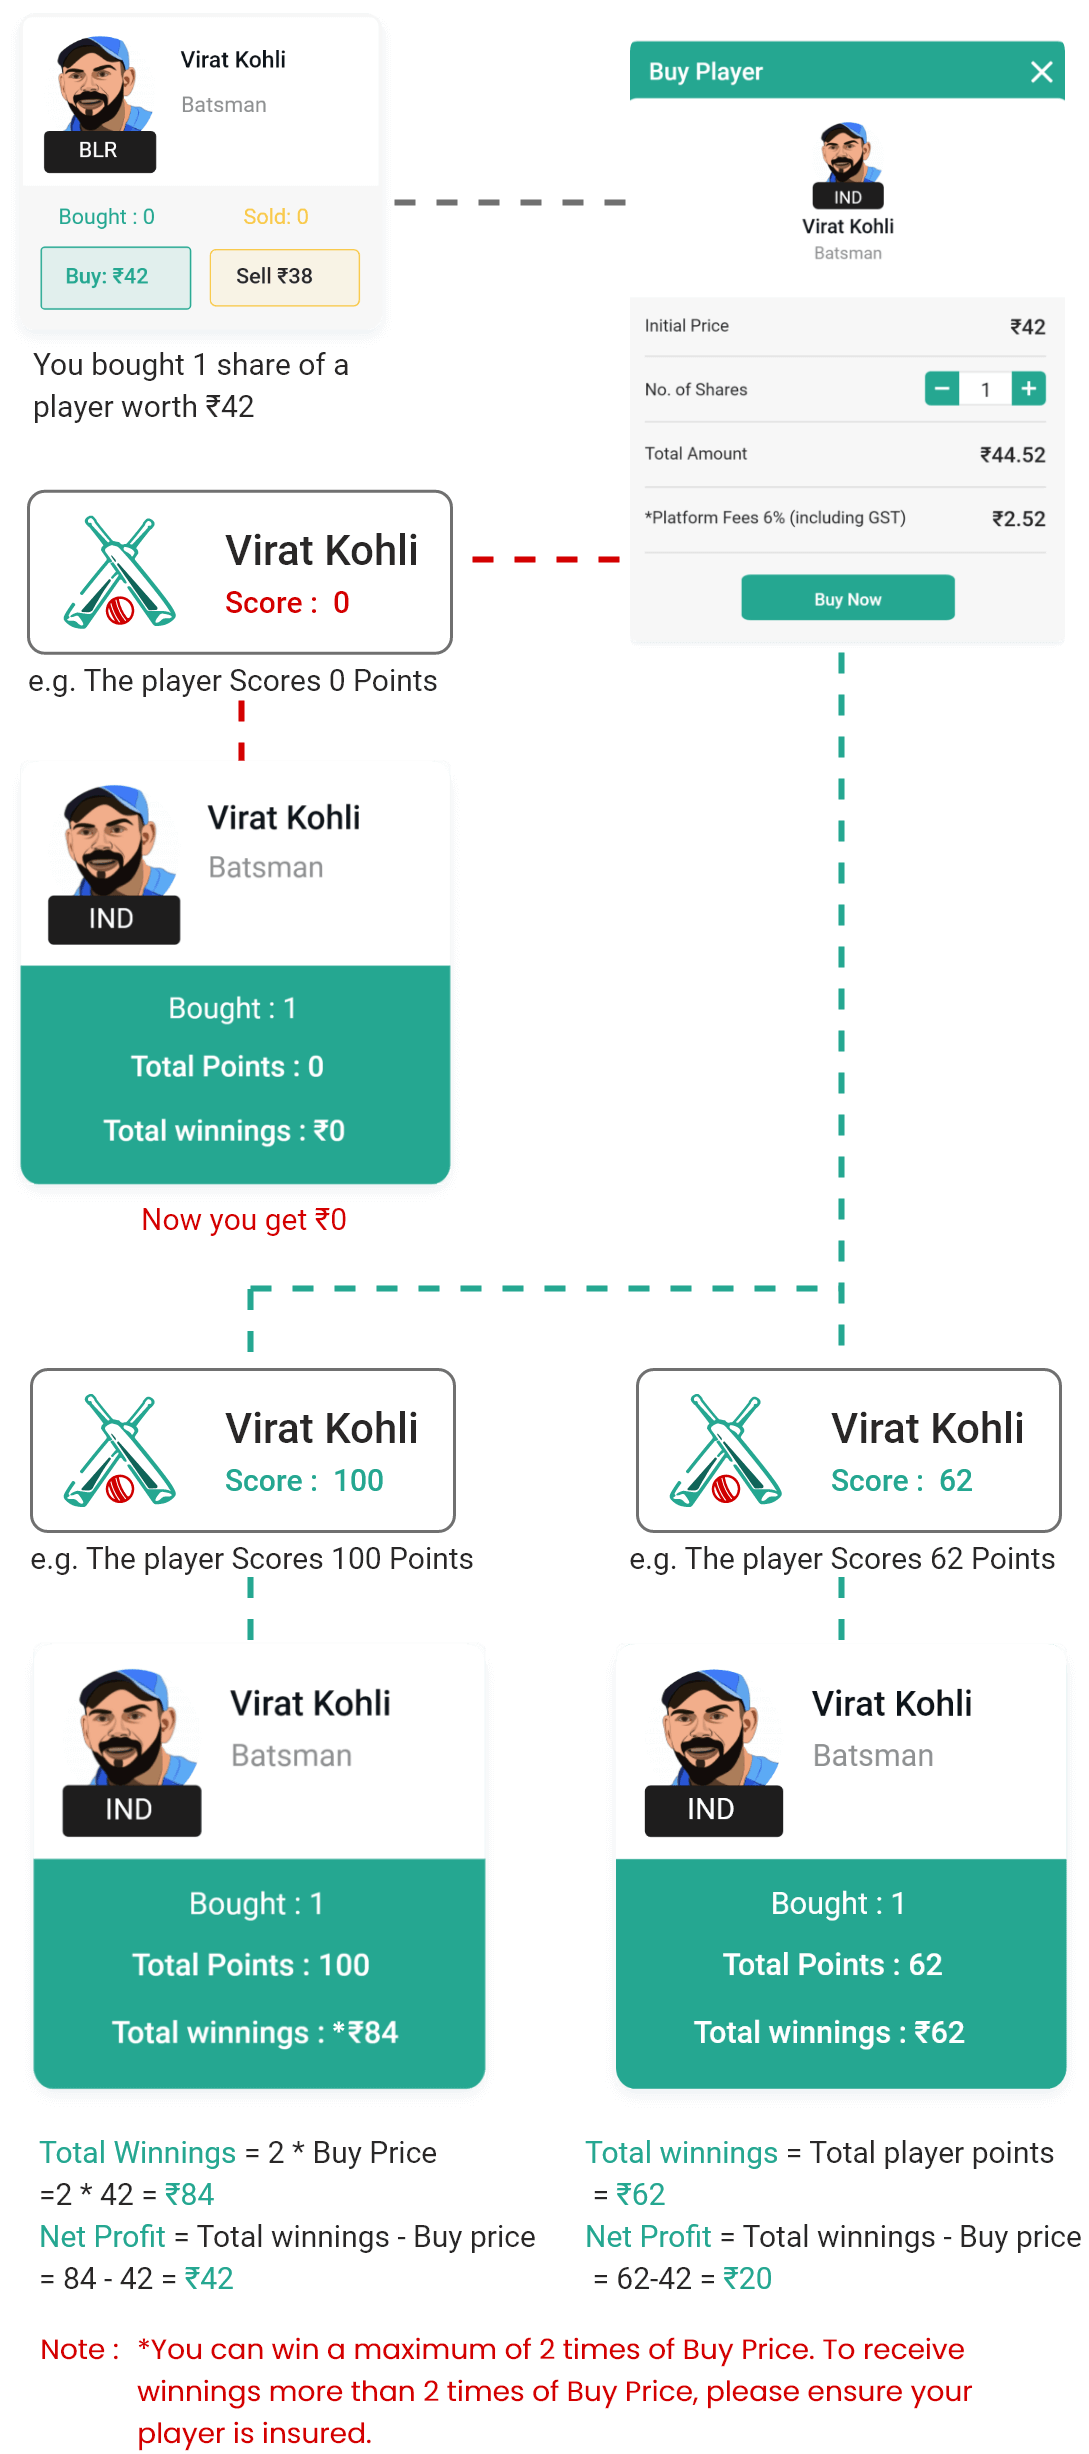 Virat Kohli
Batsman
BLR
Bought : 0
Sold: 0
Buy: ₹42
Sell ₹38
You bought 1 share of a
player worth ₹42
Buy Player
IND
Virat Kohli
Batsman
Initial Price ₹42
No. of Shares − 1 +
Total Amount ₹44.52
*Platform Fees 6% (including GST) ₹2.52
Buy Now
Virat Kohli
Score : 0
e.g. The player Scores 0 Points
Virat Kohli
Batsman
IND
Bought : 1
Total Points : 0
Total winnings : ₹0
Now you get ₹0
Virat Kohli
Score : 100
e.g. The player Scores 100 Points
Virat Kohli
Batsman
IND
Bought : 1
Total Points : 100
Total winnings : *₹84
Total Winnings = 2 * Buy Price
=2 * 42 = ₹84
Net Profit = Total winnings - Buy price
= 84 - 42 = ₹42
Virat Kohli
Score : 62
e.g. The player Scores 62 Points
Virat Kohli
Batsman
IND
Bought : 1
Total Points : 62
Total winnings : ₹62
Total winnings = Total player points
= ₹62
Net Profit = Total winnings - Buy price
= 62-42 = ₹20
Note : *You can win a maximum of 2 times of Buy Price. To receive
winnings more than 2 times of Buy Price, please ensure your
player is insured.